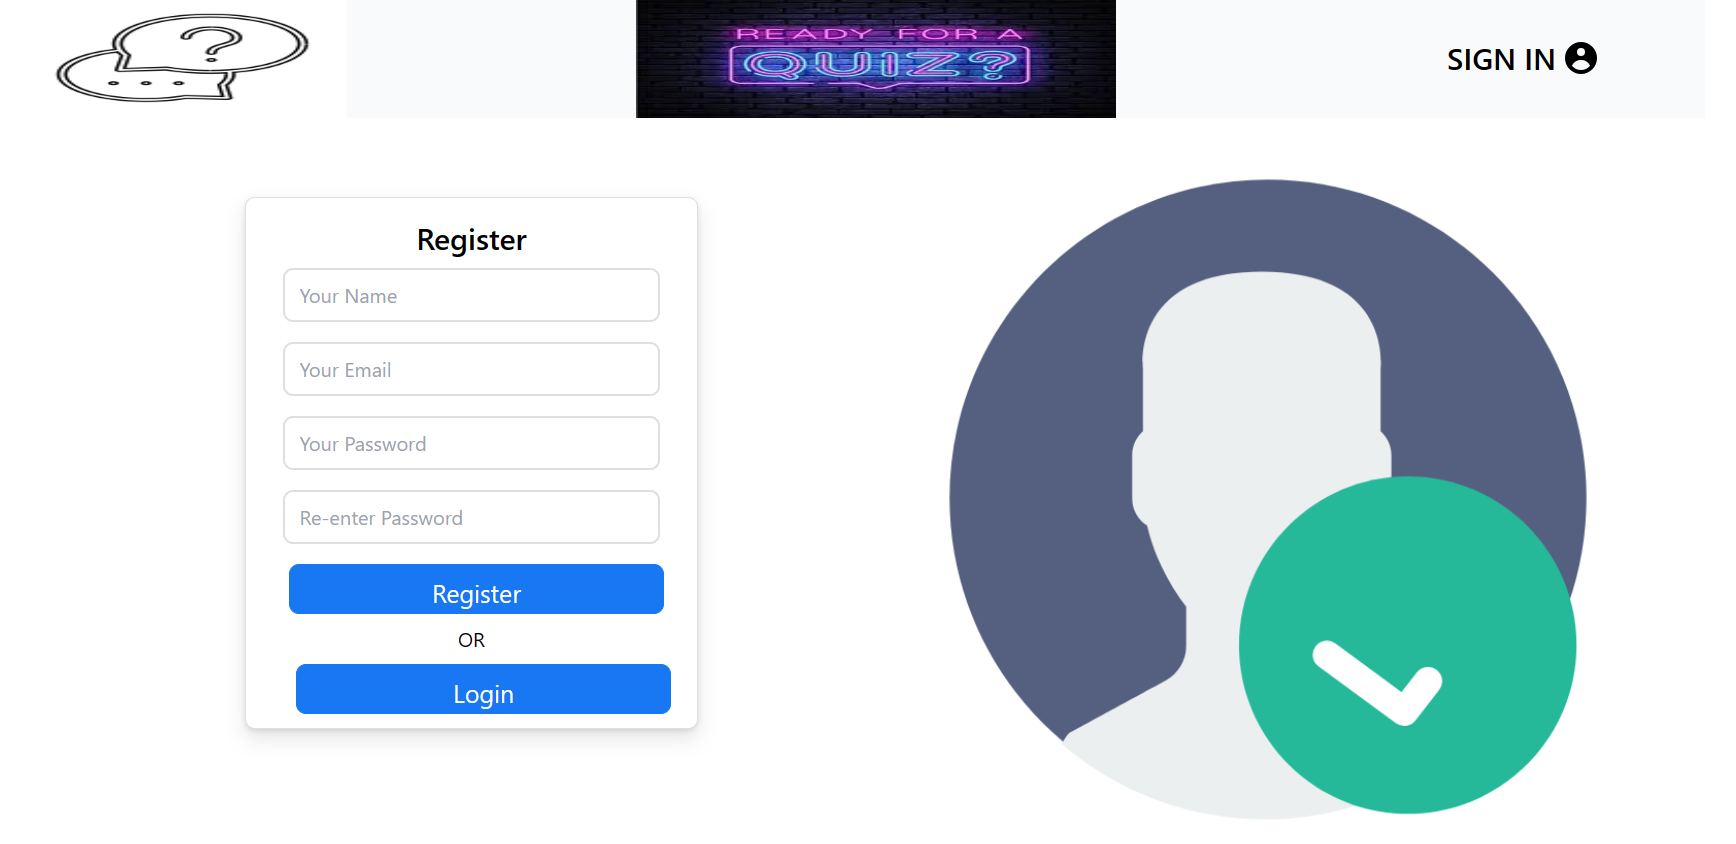 ?
READY FOR A
QUIZ?
SIGN IN
Register
Your Name
Your Email
Your Password
Re-enter Password
Register
OR
Login